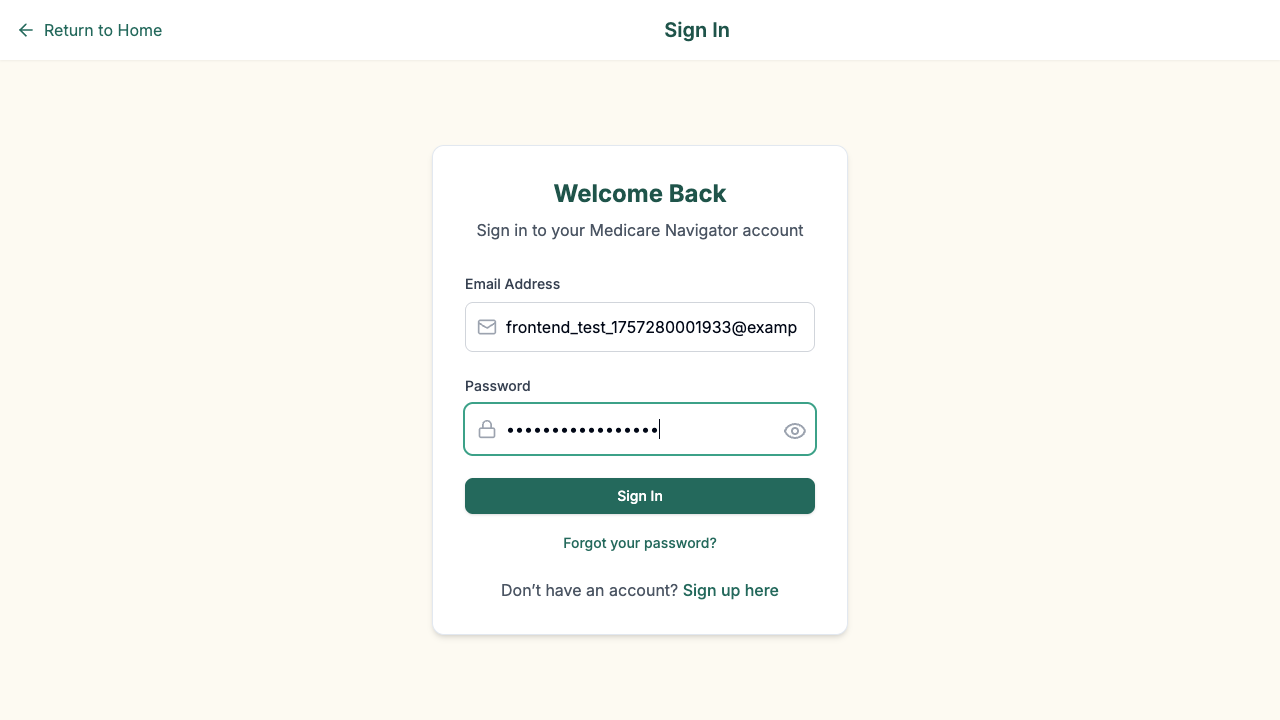 Return to Home
Sign In
Welcome Back
Sign in to your Medicare Navigator account
Email Address
frontend_test_1757280001933@examp
Password
•••••••••••••••••
Sign In
Forgot your password?
Don’t have an account? Sign up here